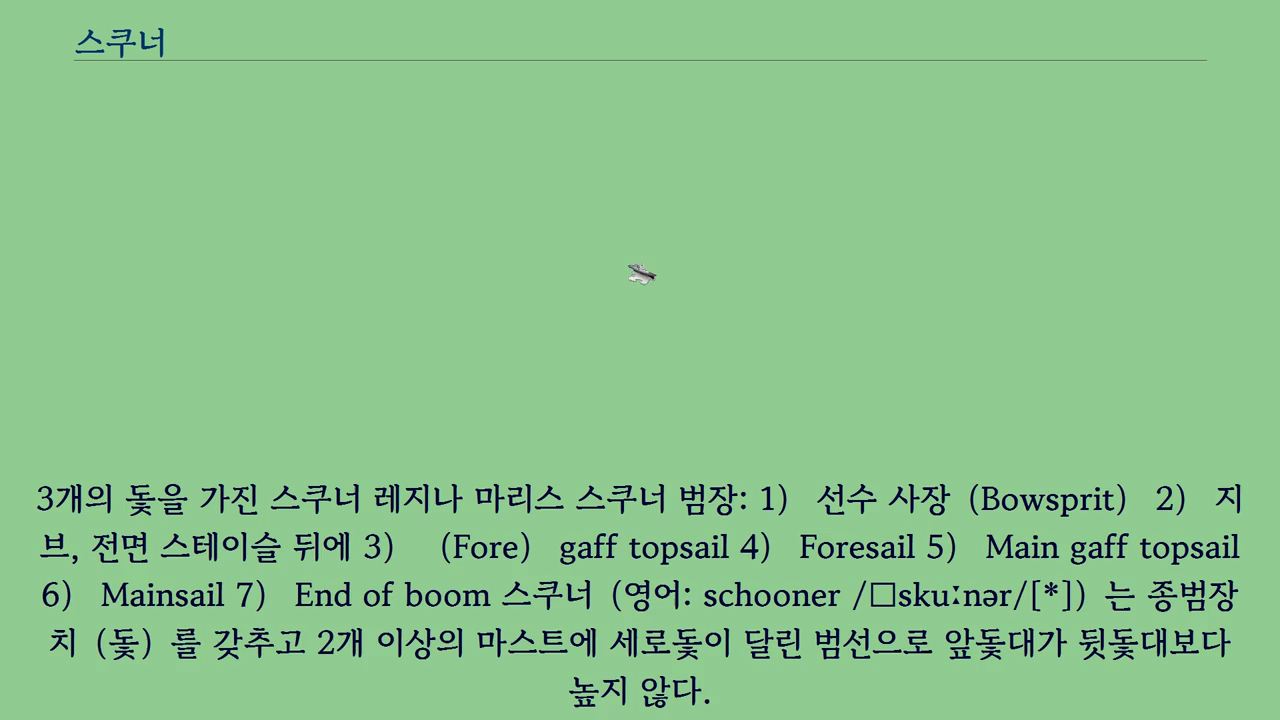 스쿠너
3개의 돛을 가진 스쿠너 레지나 마리스 스쿠너 범장: 1) 선수 사장 (Bowsprit) 2) 지
브, 전면 스테이슬 뒤에 3) (Fore) gaff topsail 4) Foresail 5) Main gaff topsail
6) Mainsail 7) End of boom 스쿠너 (영어: schooner /□skuːnər/[*]) 는 종범장
치 (돛) 를 갖추고 2개 이상의 마스트에 세로돛이 달린 범선으로 앞돛대가 뒷돛대보다
높지 않다.